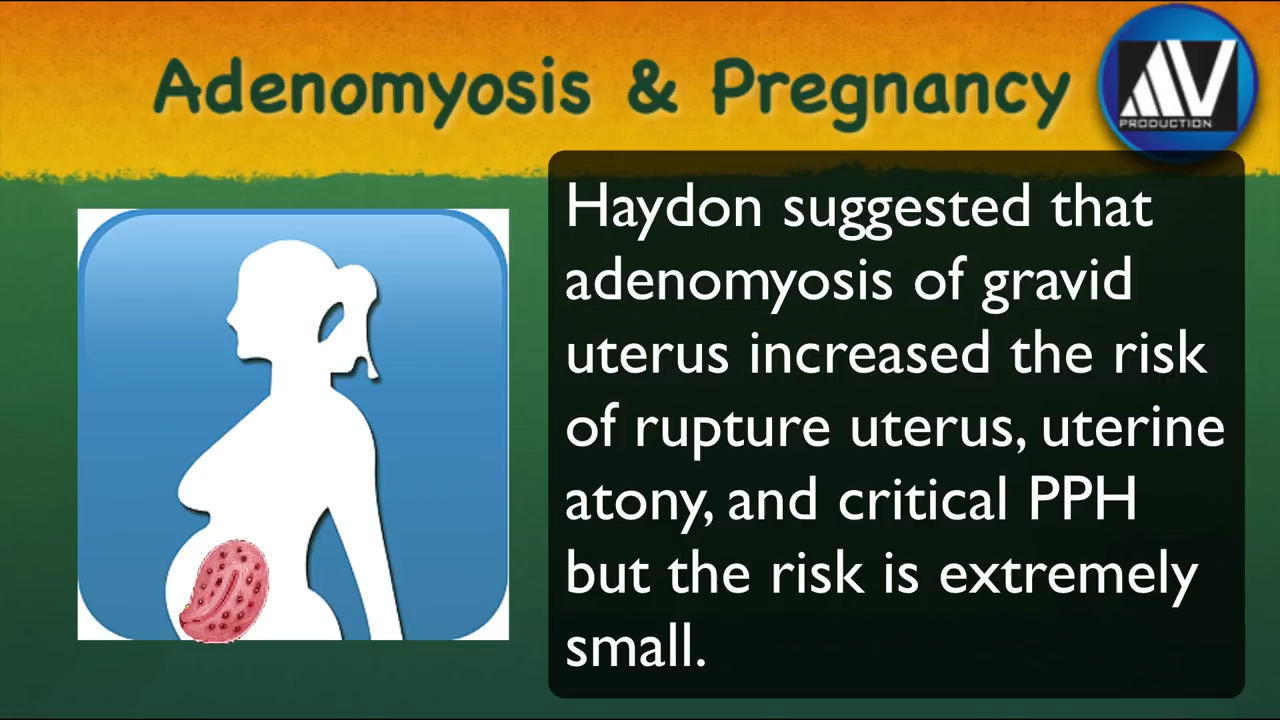 Adenomyosis & Pregnancy
AV
PRODUCTION
Haydon suggested that
adenomyosis of gravid
uterus increased the risk
of rupture uterus, uterine
atony, and critical PPH
but the risk is extremely
small.